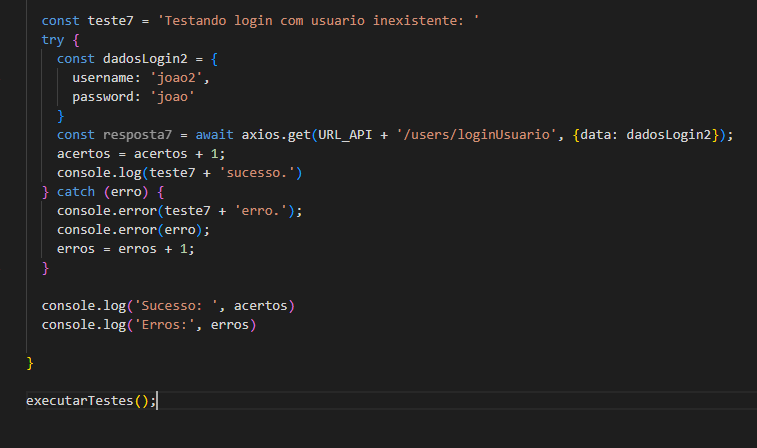 const teste7 = 'Testando login com usuario inexistente: '
try {
const dadosLogin2 = {
username: 'joao2',
password: 'joao'
}
const resposta7 = await axios.get(URL_API + '/users/loginUsuario', {data: dadosLogin2});
acertos = acertos + 1;
console.log(teste7 + 'sucesso.')
} catch (erro) {
console.error(teste7 + 'erro.');
console.error(erro);
erros = erros + 1;
}
console.log('Sucesso: ', acertos)
console.log('Erros:', erros)
}
executarTestes();